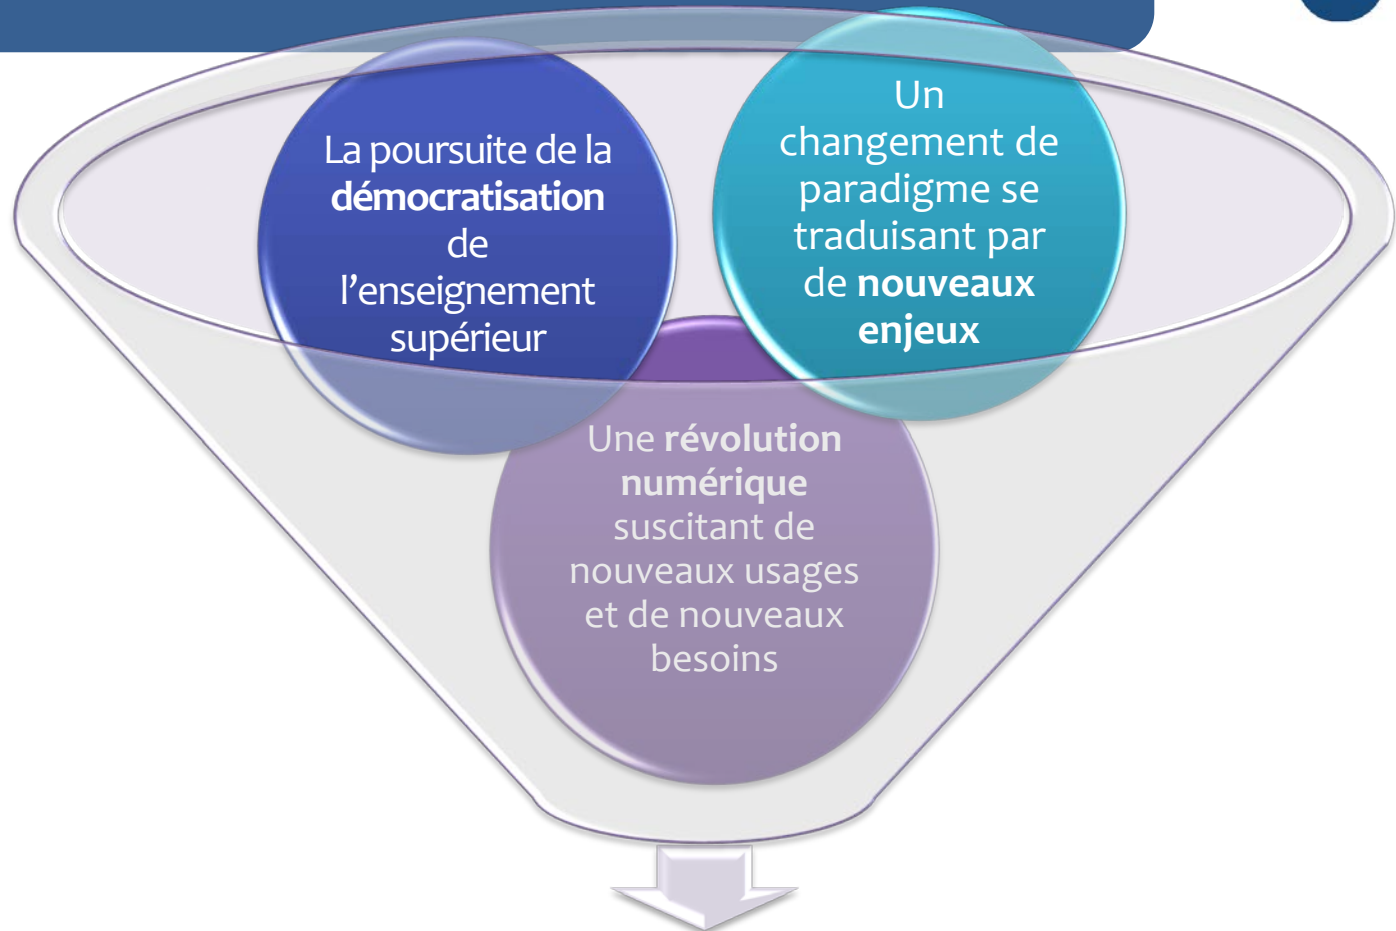 La poursuite de la
démocratisation
de
l’enseignement
supérieur
Un
changement de
paradigme se
traduisant par
de nouveaux
enjeux
Une révolution
numérique
suscitant de
nouveaux usages
et de nouveaux
besoins